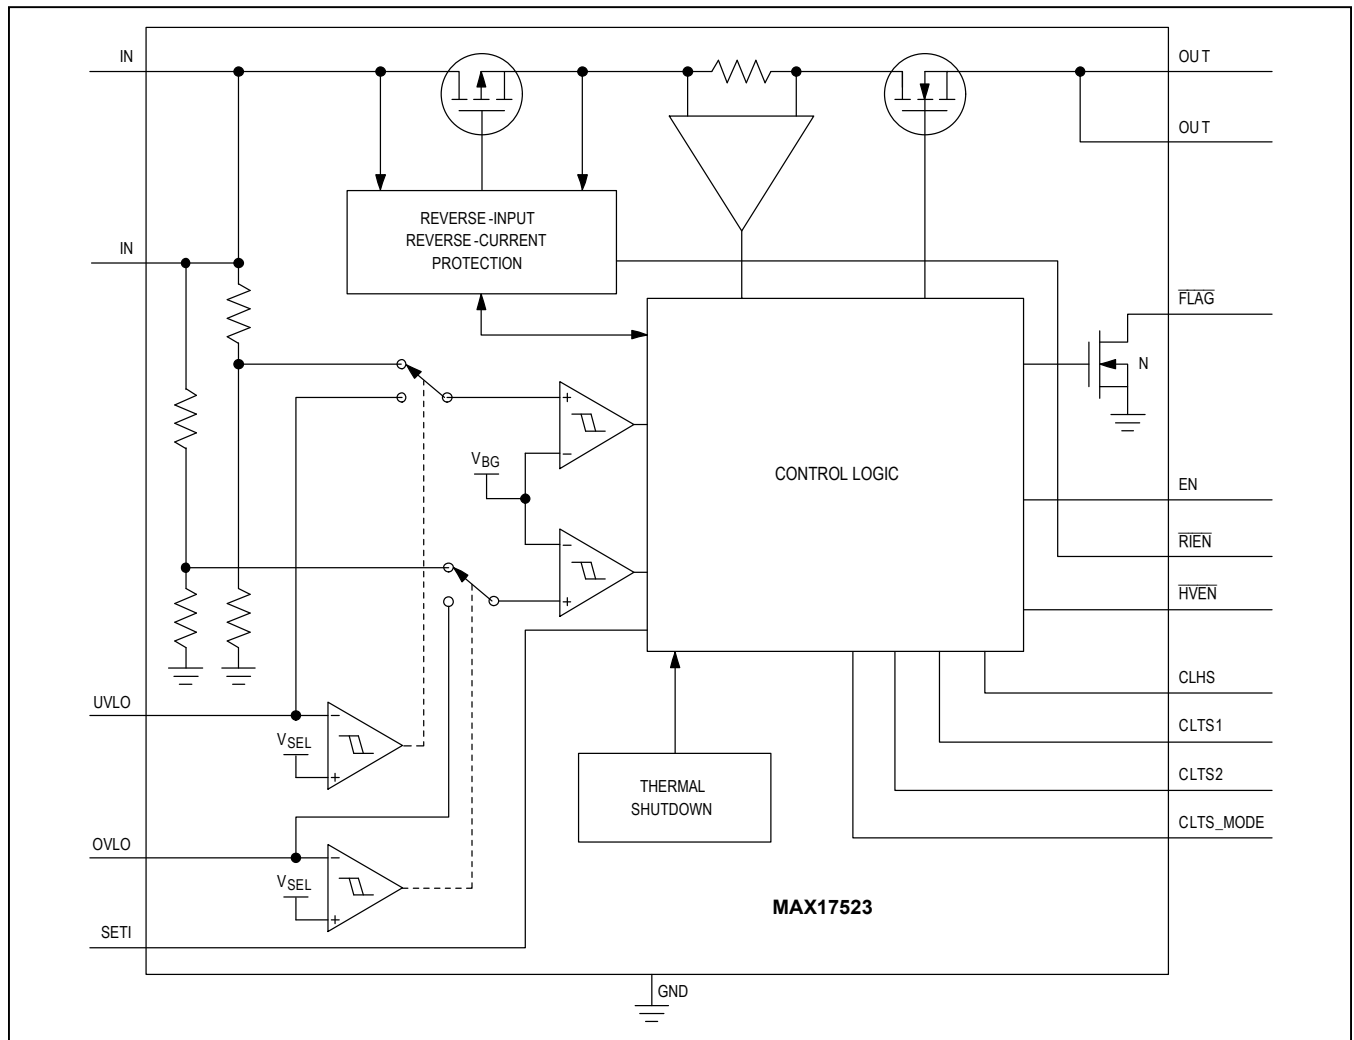 IN
OUT
OUT
REVERSE-INPUT
REVERSE-CURRENT
PROTECTION
IN
FLAG
N
+
−
VBG
CONTROL LOGIC
EN
−
+
RIEN
HVEN
CLHS
UVLO
−
VSEL
+
CLTS1
THERMAL
SHUTDOWN
CLTS2
CLTS_MODE
OVLO
−
VSEL
+
MAX17523
SETI
GND